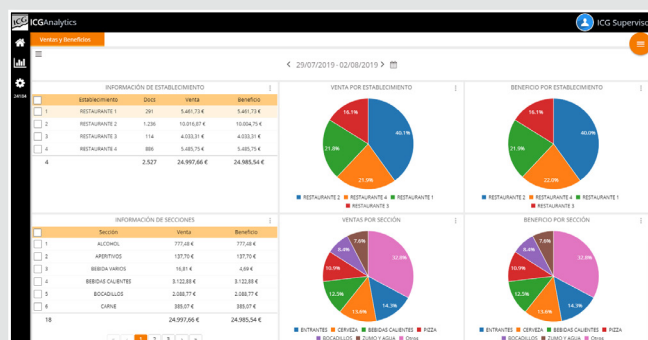 ICG ICGAnalytics
ICG Superviso
Ventas y Beneficios
29/07/2019 - 02/08/2019
INFORMACIÓN DE ESTABLECIMIENTO
Establecimiento Docs Venta Beneficio
1 RESTAURANTE 1 291 5.461,73 € 5.461,73 €
2 RESTAURANTE 2 1.236 10.016,87 € 10.004,75 €
3 RESTAURANTE 3 114 4.033,31 € 4.033,31 €
4 RESTAURANTE 4 886 5.485,75 € 5.485,75 €
4 2.527 24.997,66 € 24.985,54 €
VENTA POR ESTABLECIMIENTO
16.1%
40.1%
21.8%
21.9%
RESTAURANTE 2 RESTAURANTE 4 RESTAURANTE 1
RESTAURANTE 3
BENEFICIO POR ESTABLECIMIENTO
16.1%
40.0%
21.9%
22.0%
RESTAURANTE 2 RESTAURANTE 4 RESTAURANTE 1
RESTAURANTE 3
INFORMACIÓN DE SECCIONES
Sección Venta Beneficio
1 ALCOHOL 777,48 € 777,48 €
2 APERITIVOS 137,70 € 137,70 €
3 BEBIDA VARIOS 16,81 € 4,69 €
4 BEBIDAS CALIENTES 3.122,88 € 3.122,88 €
5 BOCADILLOS 2.088,77 € 2.088,77 €
6 CARNE 385,07 € 385,07 €
18 24.997,66 € 24.985,54 €
1 2 3
VENTAS POR SECCIÓN
7.6%
8.4%
32.8%
10.9%
12.5%
14.3%
13.6%
ENTRANTES CERVEZA BEBIDAS CALIENTES PIZZA
BOCADILLOS ZUMO Y AGUA Otros
BENEFICIO POR SECCIÓN
7.6%
8.4%
32.8%
10.9%
12.5%
14.3%
13.6%
ENTRANTES CERVEZA BEBIDAS CALIENTES PIZZA
BOCADILLOS ZUMO Y AGUA Otros